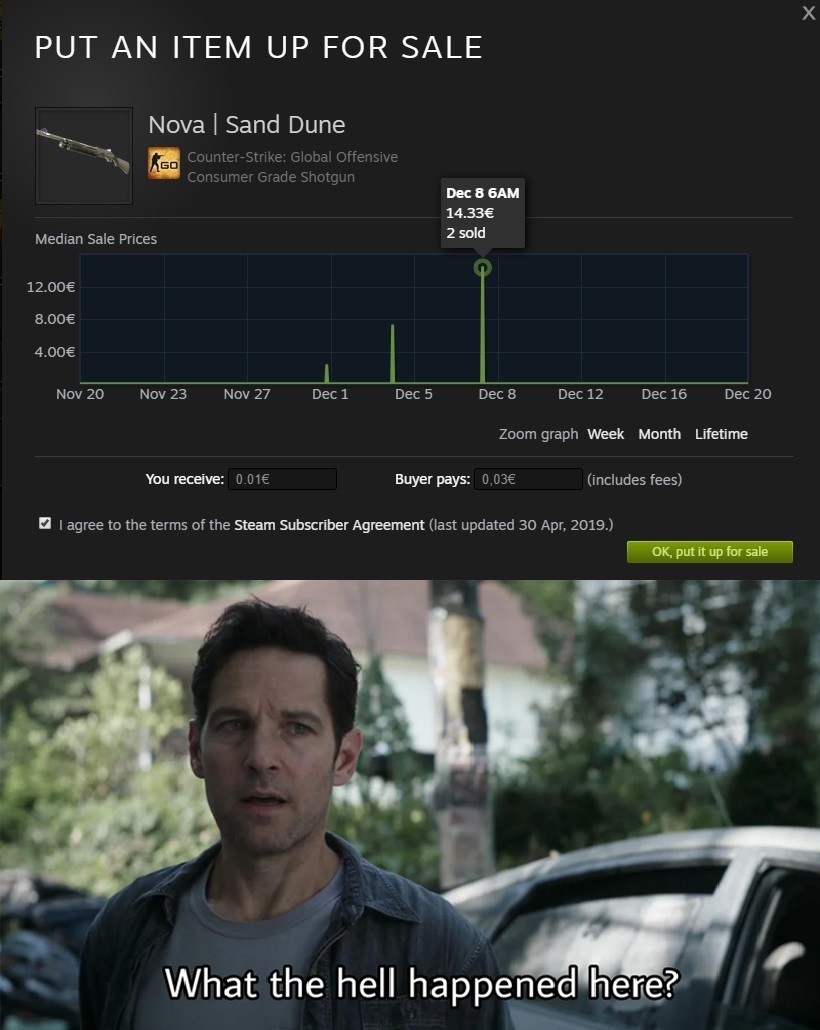 X
PUT AN ITEM UP FOR SALE
Nova | Sand Dune
GO
Counter-Strike: Global Offensive
Consumer Grade Shotgun
Dec 8 6AM
14.33€
2 sold
Median Sale Prices
12.00€
8.00€
4.00€
Nov 20 Nov 23 Nov 27 Dec 1 Dec 5 Dec 8 Dec 12 Dec 16 Dec 20
Zoom graph Week Month Lifetime
You receive: 0.01€ Buyer pays: 0,03€ (includes fees)
I agree to the terms of the Steam Subscriber Agreement (last updated 30 Apr, 2019.)
OK, put it up for sale
What the hell happened here?